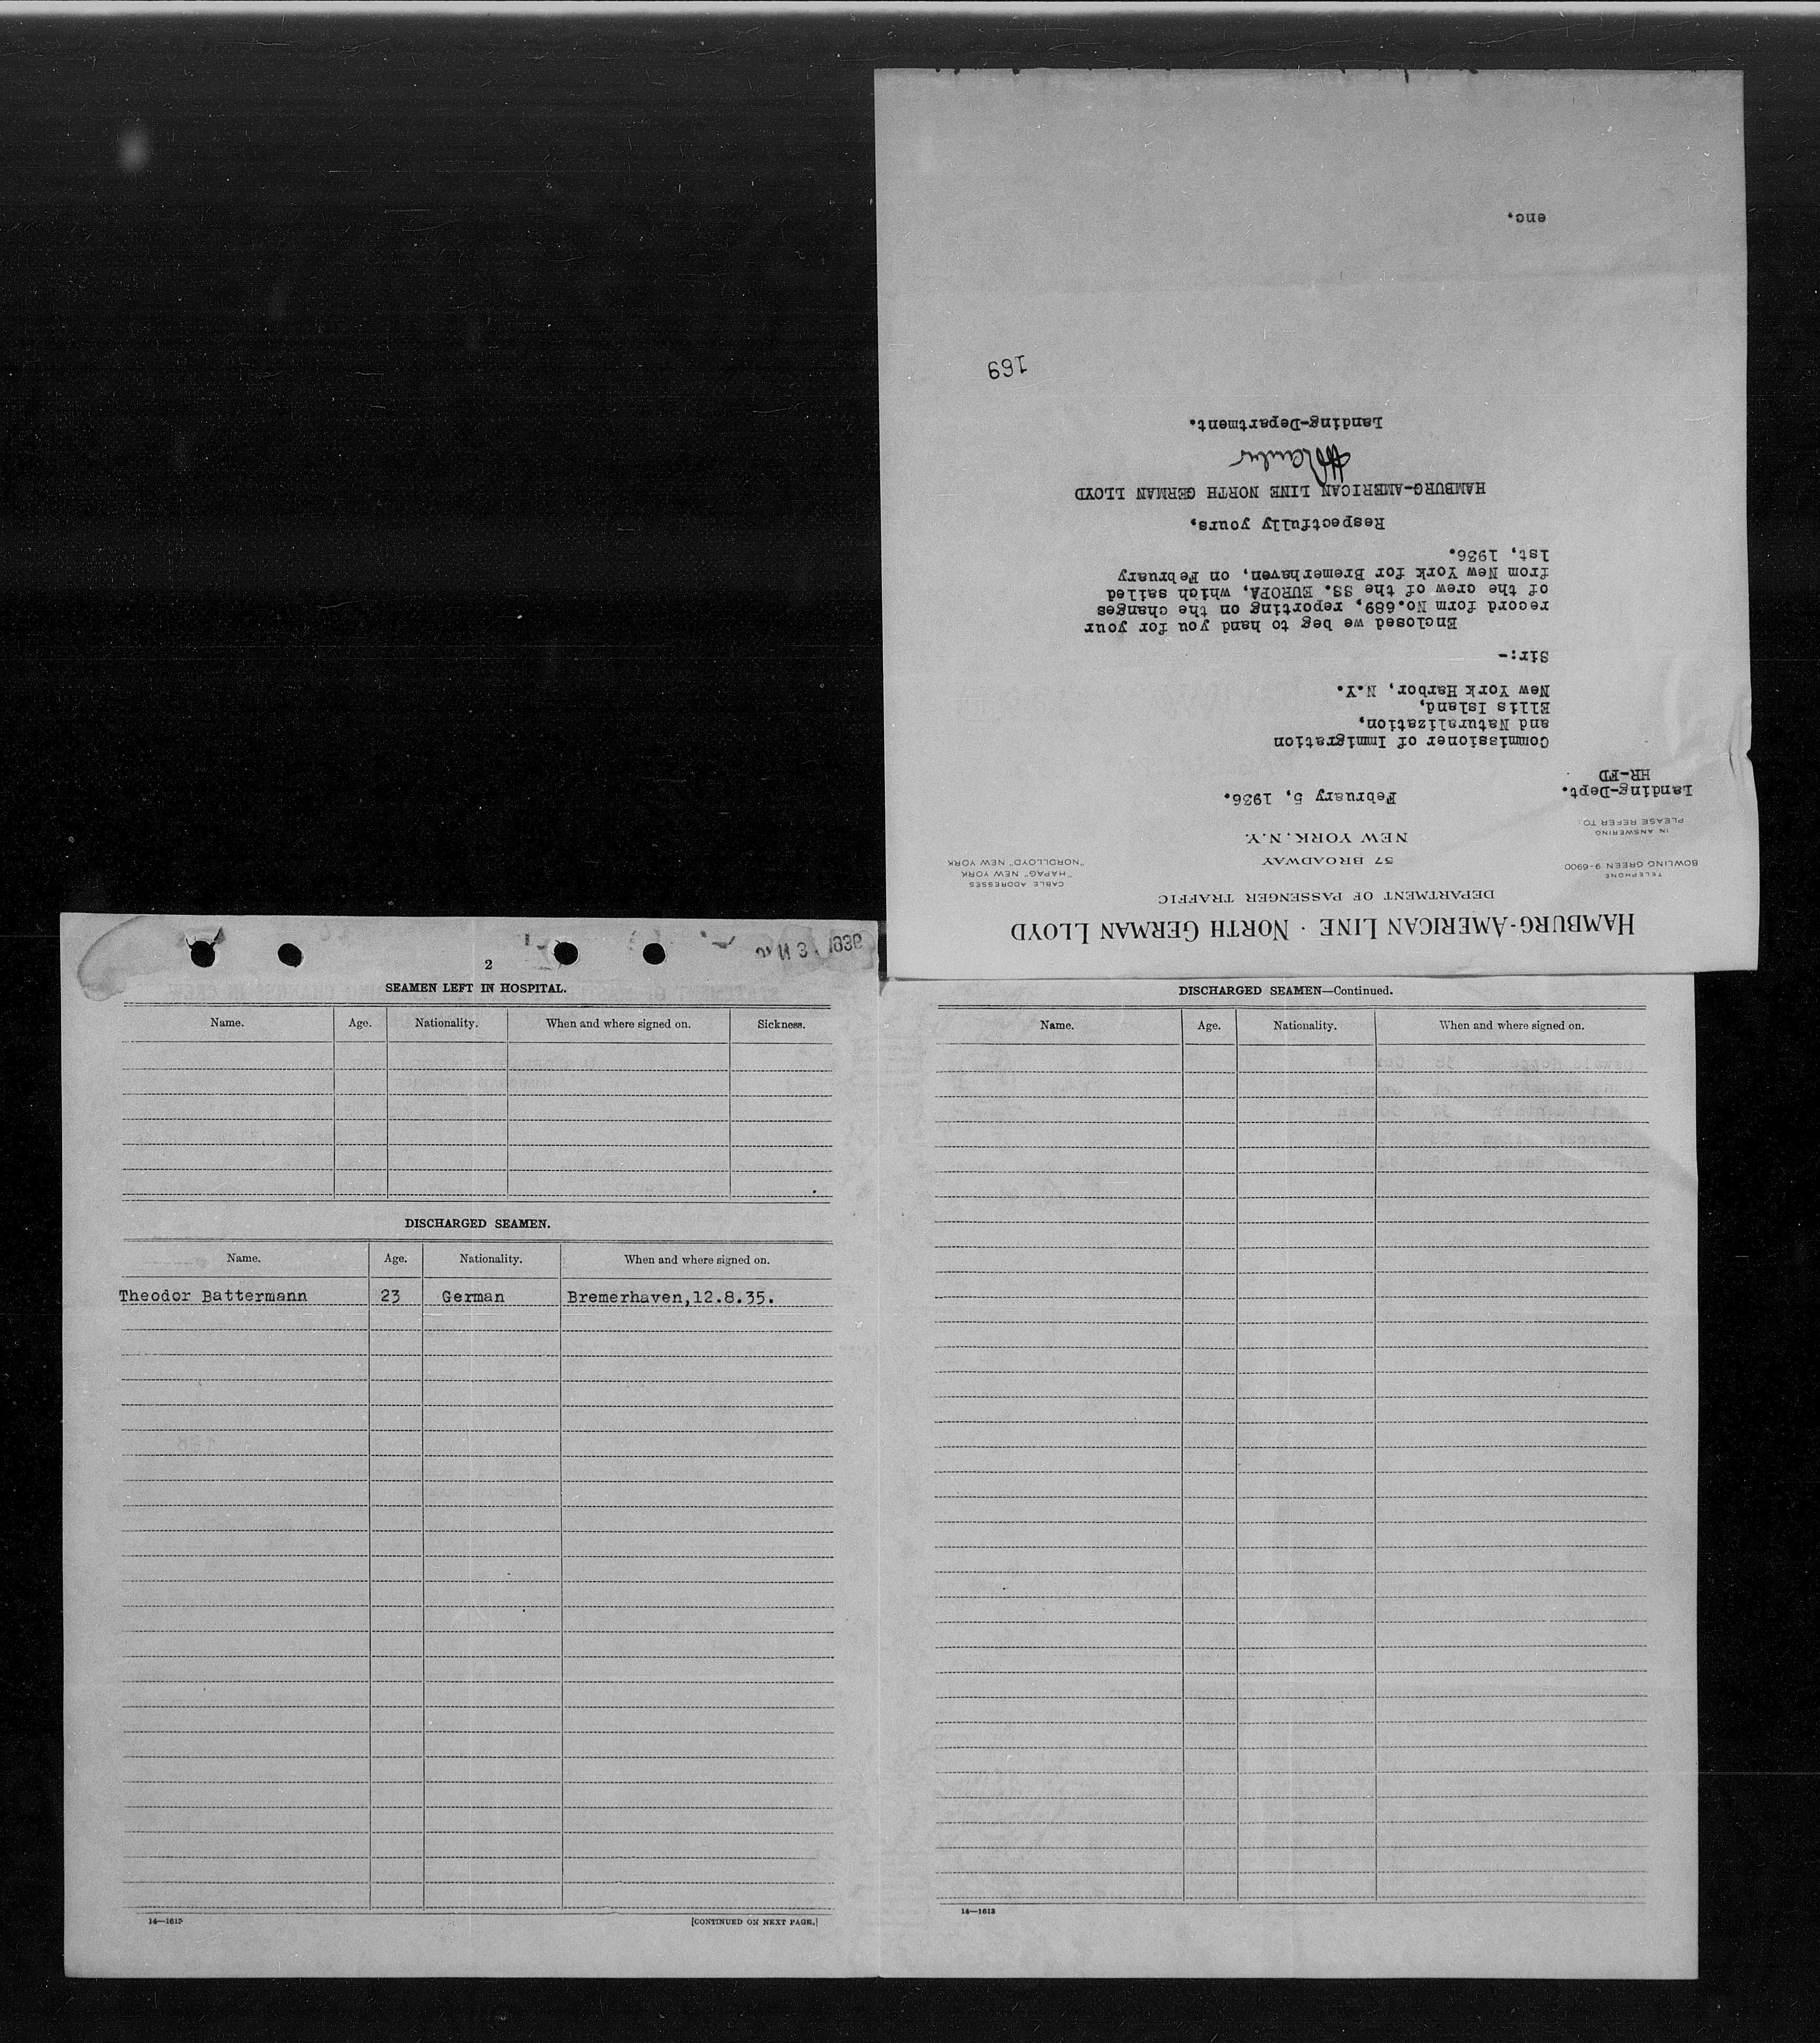 HAMBURG-AMERICAN LINE · NORTH GERMAN LLOYD
DEPARTMENT OF PASSENGER TRAFFIC
57 BROADWAY
NEW YORK, N.Y.
TELEPHONE
BOWLING GREEN 9-6900
CABLE ADDRESSES
"HAPAG" NEW YORK
"NORDLLOYD" NEW YORK
IN ANSWERING
PLEASE REFER TO:
Landing-Dept.
HR-FD
February 5, 1936.
Commissioner of Immigration
and Naturalization,
Ellis Island,
New York Harbor, N.Y.
Sir:-
Enclosed we beg to hand you for your
record form No.689, reporting on the changes
of the crew of the SS. EUROPA, which sailed
from New York for Bremerhaven, on February
1st, 1936.
Respectfully yours,
HAMBURG-AMERICAN LINE NORTH GERMAN LLOYD
Landing-Department.
169
enc.
1936
2
SEAMEN LEFT IN HOSPITAL.
Name. Age. Nationality. When and where signed on. Sickness.
DISCHARGED SEAMEN.
Name. Age. Nationality. When and where signed on.
Theodor Battermann 23 German Bremerhaven,12.8.35.
14—1613
[CONTINUED ON NEXT PAGE.]
DISCHARGED SEAMEN—Continued.
Name. Age. Nationality. When and where signed on.
14—1613